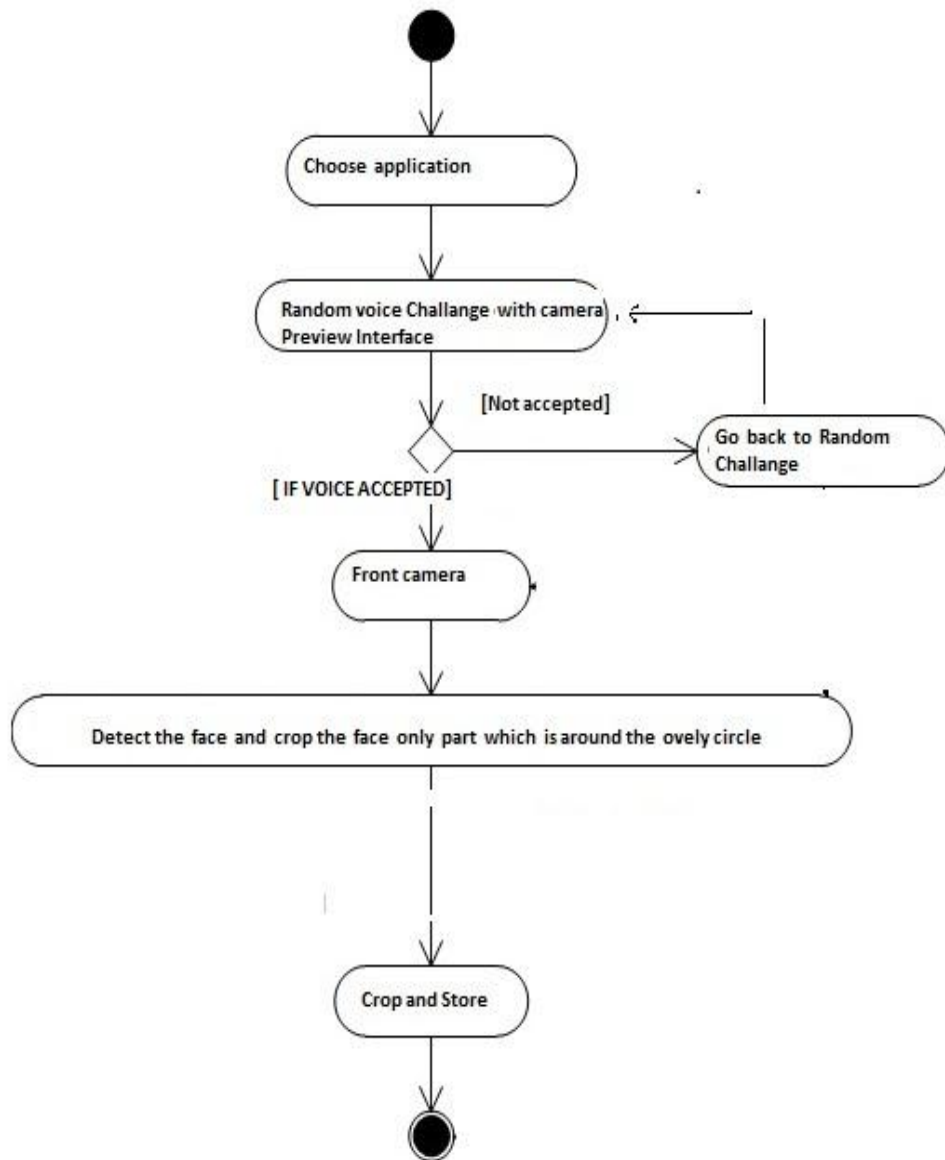 Choose application
Random voice Challange with camera
Preview Interface
[Not accepted]
Go back to Random
Challange
[ IF VOICE ACCEPTED]
Front camera
Detect the face and crop the face only part which is around the ovely circle
Crop and Store